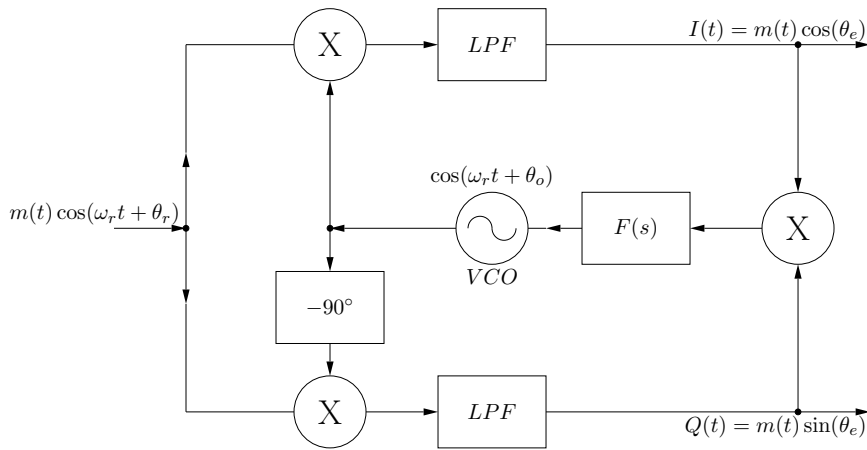 I(t) = m(t) cos(θ_e)
X
LPF
cos(ω_r t + θ_o)
m(t) cos(ω_r t + θ_r)
F(s)
X
VCO
−90°
X
LPF
Q(t) = m(t) sin(θ_e)